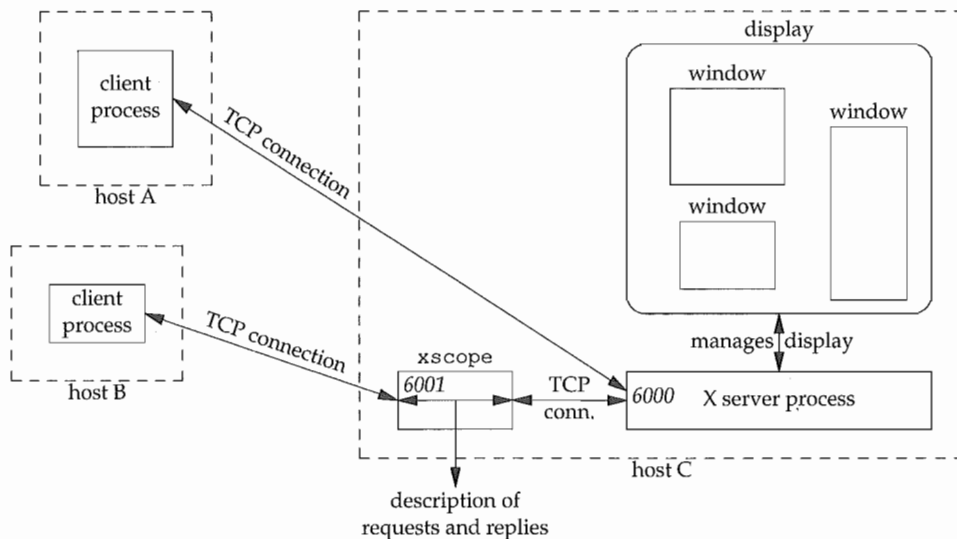 client
process
host A
TCP connection
client
process
host B
TCP connection
display
window
window
window
manages display
xscope
6001
TCP
conn.
6000
X server process
host C
description of
requests and replies